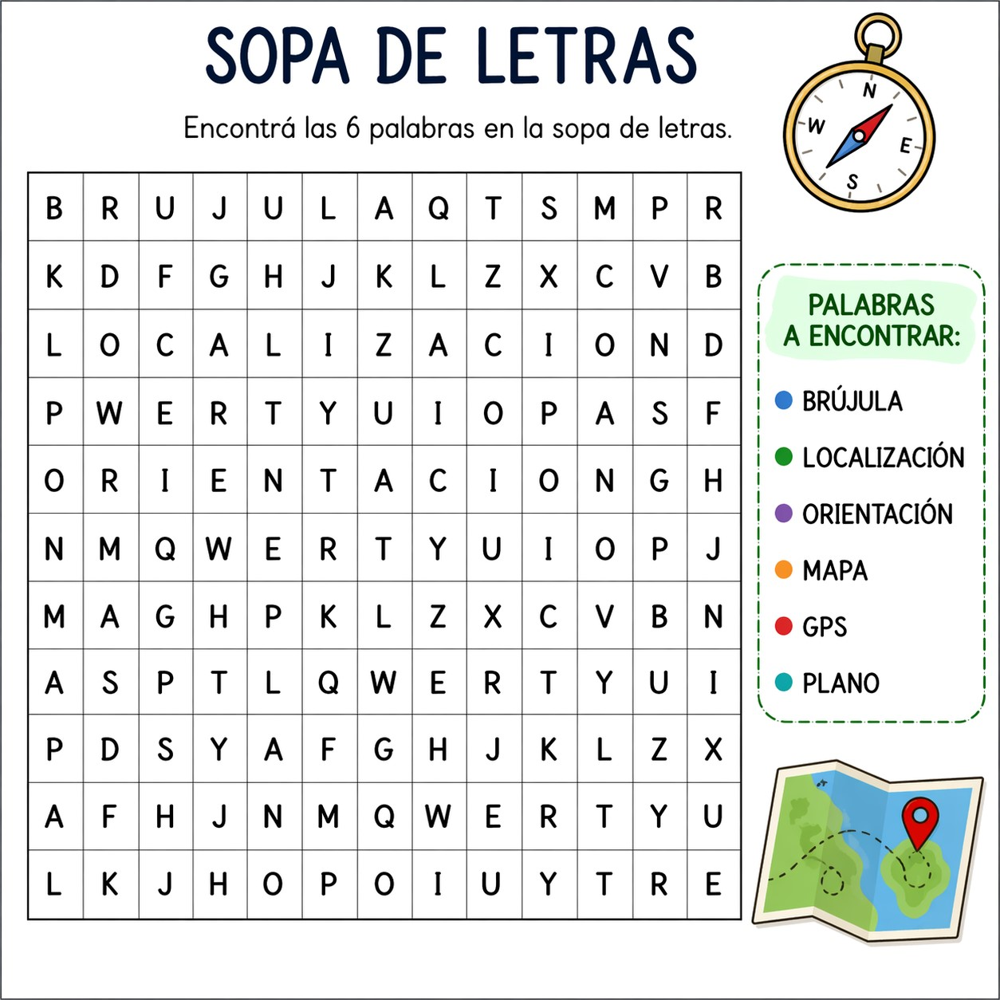 SOPA DE LETRAS
Encontrá las 6 palabras en la sopa de letras.
N
W
E
S
B R U J U L A Q T S M P R
K D F G H J K L Z X C V B
L O C A L I Z A C I O N D
P W E R T Y U I O P A S F
O R I E N T A C I O N G H
N M Q W E R T Y U I O P J
M A G H P K L Z X C V B N
A S P T L Q W E R T Y U I
P D S Y A F G H J K L Z X
A F H J N M Q W E R T Y U
L K J H O P O I U Y T R E
PALABRAS
A ENCONTRAR:
BRÚJULA
LOCALIZACIÓN
ORIENTACIÓN
MAPA
GPS
PLANO